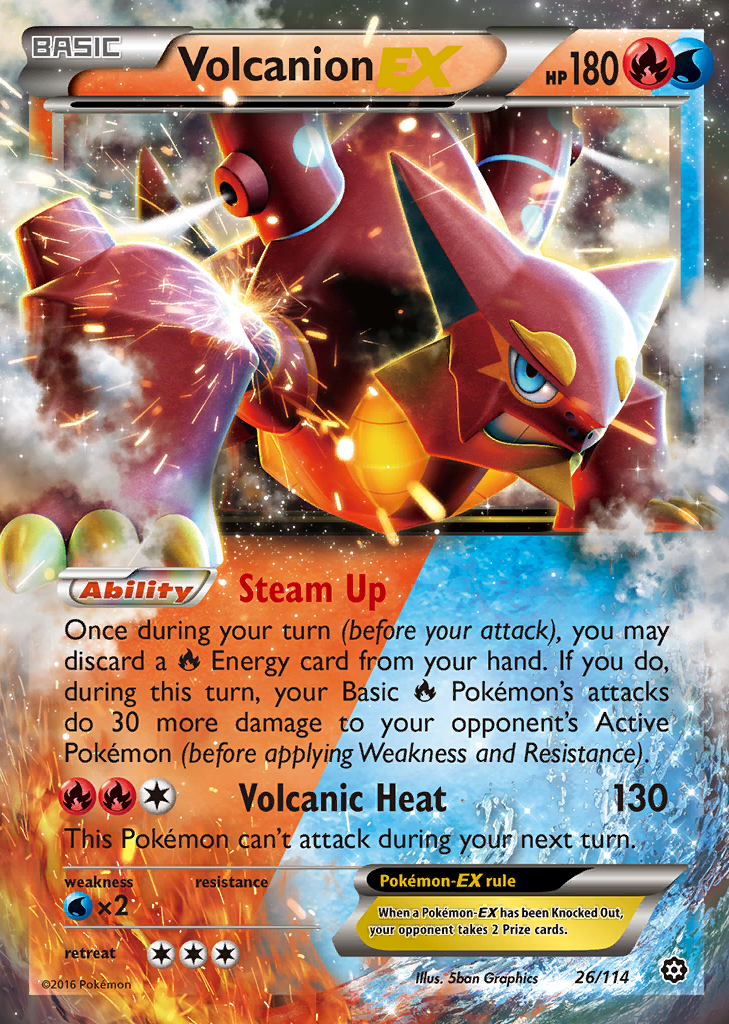 BASIC
Volcanion EX
HP 180
Ability Steam Up
Once during your turn (before your attack), you may
discard a Energy card from your hand. If you do,
during this turn, your Basic Pokémon's attacks
do 30 more damage to your opponent's Active
Pokémon (before applying Weakness and Resistance).
Volcanic Heat 130
This Pokémon can't attack during your next turn.
weakness resistance
×2
Pokémon-EX rule
When a Pokémon-EX has been Knocked Out,
your opponent takes 2 Prize cards.
retreat
Illus. 5ban Graphics 26/114
©2016 Pokémon